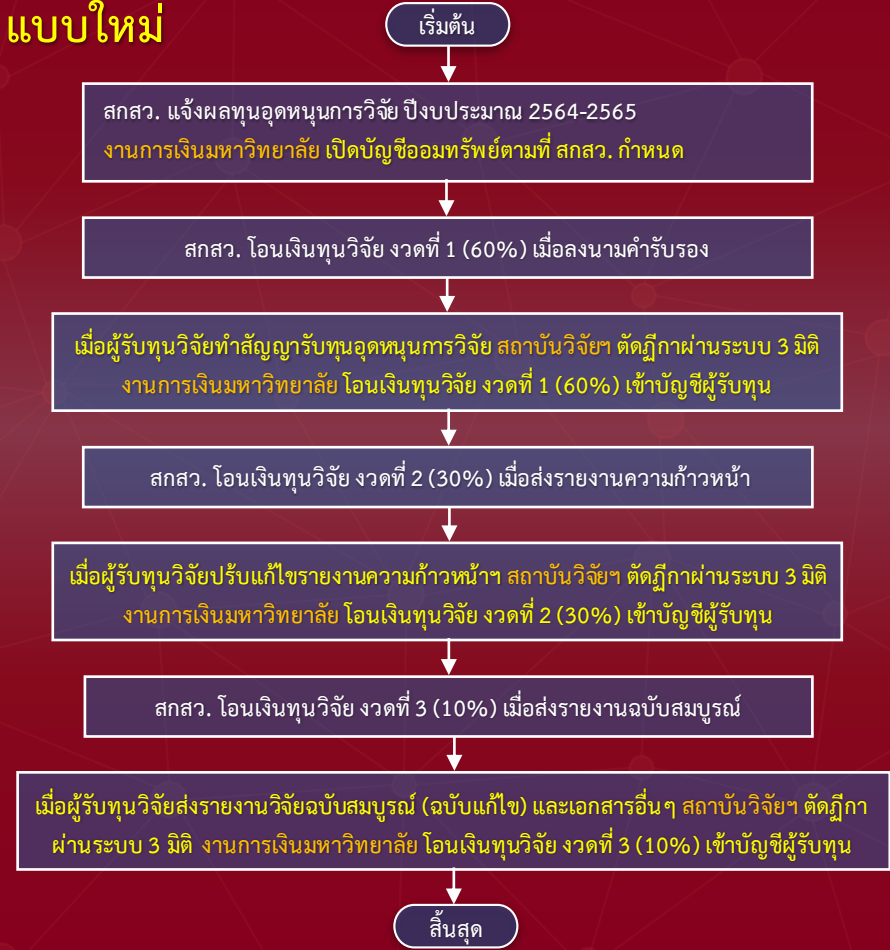 แบบใหม่
เริ่มต้น
สกสว. แจ้งผลทุนอุดหนุนการวิจัย ปีงบประมาณ 2564-2565
งานการเงินมหาวิทยาลัย เปิดบัญชีออมทรัพย์ตามที่ สกสว. กำหนด
สกสว. โอนเงินทุนวิจัย งวดที่ 1 (60%) เมื่อลงนามคำรับรอง
เมื่อผู้รับทุนวิจัยทำสัญญารับทุนอุดหนุนการวิจัย สถาบันวิจัยฯ ตัดฏีกาผ่านระบบ 3 มิติ
งานการเงินมหาวิทยาลัย โอนเงินทุนวิจัย งวดที่ 1 (60%) เข้าบัญชีผู้รับทุน
สกสว. โอนเงินทุนวิจัย งวดที่ 2 (30%) เมื่อส่งรายงานความก้าวหน้า
เมื่อผู้รับทุนวิจัยปรับแก้ไขรายงานความก้าวหน้าฯ สถาบันวิจัยฯ ตัดฏีกาผ่านระบบ 3 มิติ
งานการเงินมหาวิทยาลัย โอนเงินทุนวิจัย งวดที่ 2 (30%) เข้าบัญชีผู้รับทุน
สกสว. โอนเงินทุนวิจัย งวดที่ 3 (10%) เมื่อส่งรายงานฉบับสมบูรณ์
เมื่อผู้รับทุนวิจัยส่งรายงานวิจัยฉบับสมบูรณ์ (ฉบับแก้ไข) และเอกสารอื่นๆ สถาบันวิจัยฯ ตัดฏีกา
ผ่านระบบ 3 มิติ งานการเงินมหาวิทยาลัย โอนเงินทุนวิจัย งวดที่ 3 (10%) เข้าบัญชีผู้รับทุน
สิ้นสุด